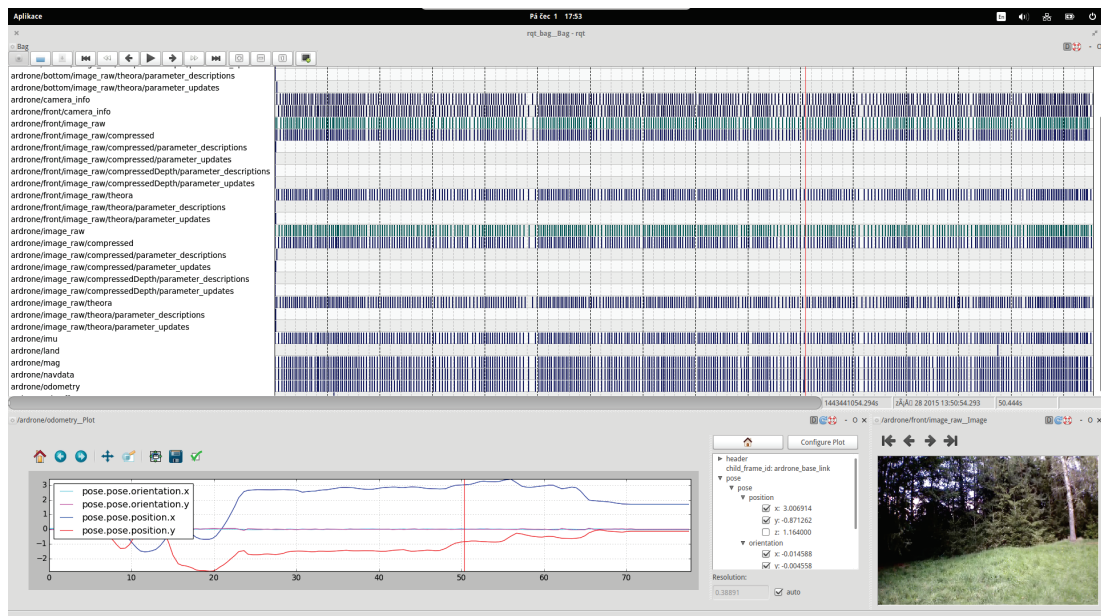 Aplikace
Pá čec 1 17:53
En
rqt_bag__Bag - rqt
Bag
ardrone/bottom/image_raw/theora/parameter_descriptions
ardrone/bottom/image_raw/theora/parameter_updates
ardrone/camera_info
ardrone/front/camera_info
ardrone/front/image_raw
ardrone/front/image_raw/compressed
ardrone/front/image_raw/compressed/parameter_descriptions
ardrone/front/image_raw/compressed/parameter_updates
ardrone/front/image_raw/compressedDepth/parameter_descriptions
ardrone/front/image_raw/compressedDepth/parameter_updates
ardrone/front/image_raw/theora
ardrone/front/image_raw/theora/parameter_descriptions
ardrone/front/image_raw/theora/parameter_updates
ardrone/image_raw
ardrone/image_raw/compressed
ardrone/image_raw/compressed/parameter_descriptions
ardrone/image_raw/compressed/parameter_updates
ardrone/image_raw/compressedDepth/parameter_descriptions
ardrone/image_raw/compressedDepth/parameter_updates
ardrone/image_raw/theora
ardrone/image_raw/theora/parameter_descriptions
ardrone/image_raw/theora/parameter_updates
ardrone/imu
ardrone/land
ardrone/mag
ardrone/navdata
ardrone/odometry
1443441054.294s
28 2015 13:50:54.293
50.444s
/ardrone/odometry__Plot
/ardrone/front/image_raw__Image
Configure Plot
header
child_frame_id: ardrone_base_link
pose
pose
position
x: 3.006914
y: -0.871262
z: 1.164000
orientation
x: -0.014588
y: -0.004558
Resolution:
0.38891
auto
pose.pose.orientation.x
pose.pose.orientation.y
pose.pose.position.x
pose.pose.position.y
3
2
1
0
−1
−2
0 10 20 30 40 50 60 70